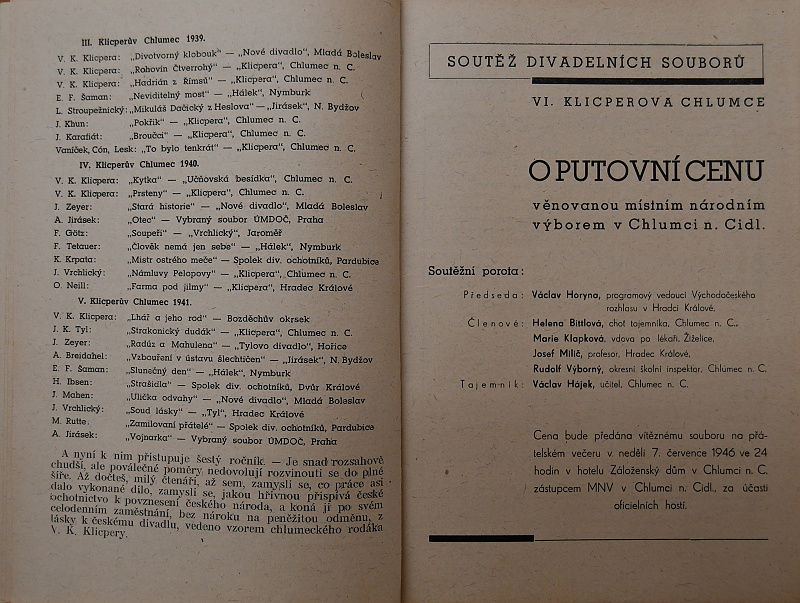 III. Klicperův Chlumec 1939.
V. K. Klicpera: „Divotvorný klobouk" — „Nové divadlo", Mladá Boleslav
V. K. Klicpera: „Rohovín Čtverrohý" — „Klicpera", Chlumec n. C.
V. K. Klicpera: „Hadrián z Římsů" — „Klicpera", Chlumec n. C.
E. F. Šaman: „Neviditelný most" — „Hálek", Nymburk
L. Stroupežnický: „Mikuláš Dačický z Heslova" — „Jirásek", N. Bydžov
J. Khun: „Pokřik" — „Klicpera", Chlumec n. C.
J. Karafiát: „Broučci" — „Klicpera", Chlumec n. C.
Vaníček, Cón, Lesk: „To bylo tenkrát" — „Klicpera", Chlumec n. C.
IV. Klicperův Chlumec 1940.
V. K. Klicpera: „Kytka" — „Učňovská besídka", Chlumec n. C.
V. K. Klicpera: „Prsteny" — „Klicpera", Chlumec n. C.
J. Zeyer: „Stará historie" — „Nové divadlo", Mladá Boleslav
A. Jirásek: „Otec" — Vybraný soubor ÚMDOČ, Praha
F. Götz: „Soupeři" — „Vrchlický", Jaroměř
F. Tetauer: „Člověk nemá jen sebe" — „Hálek", Nymburk
K. Krpata: „Mistr ostrého meče" — Spolek div. ochotníků, Pardubice
J. Vrchlický: „Námluvy Pelopovy" — „Klicpera", Chlumec n. C.
O. Neill: „Farma pod jilmy" — „Klicpera", Hradec Králové
V. Klicperův Chlumec 1941.
V. K. Klicpera: „Lhář a jeho rod" — Bozděchův okrsek
J. K. Tyl: „Strakonický dudák" — „Klicpera", Chlumec n. C.
J. Zeyer: „Radúz a Mahulena" — „Tylovo divadlo", Hořice
A. Breidahel: „Vzbouření v ústavu šlechtičen" — „Jirásek", N. Bydžov
E. F. Šaman: „Slunečný den" — „Hálek", Nymburk
H. Ibsen: „Strašidla" — Spolek div. ochotníků, Dvůr Králové
J. Mahen: „Ulička odvahy" — „Nové divadlo", Mladá Boleslav
J. Vrchlický: „Soud lásky" — „Tyl", Hradec Králové
M. Rutte: „Zamilovaní přátelé" — Spolek div. ochotníků, Pardubice
A. Jirásek: „Vojnarka" — Vybraný soubor ÚMDOČ, Praha
A nyní k nim přistupuje šestý ročník. — Je snad rozsahově
chudší, ale poválečné poměry nedovolují rozvinouti se do plné
šíře. Až dočteš, milý čtenáři, až sem, zamysli se, co práce asi
dalo vykonané dílo, zamysli se, jakou hřivnou přispívá české
ochotnictvo k povznesení českého národa, a koná jí po svém
celodenním zaměstnání, bez nároku na peněžitou odměnu, z
lásky k českému divadlu, vedeno vzorem chlumeckého rodáka
V. K. Klicpery.
SOUTĚŽ DIVADELNÍCH SOUBORŮ
VI. KLICPEROVA CHLUMCE
O PUTOVNÍ CENU
věnovanou místním národním
výborem v Chlumci n. Cidl.
Soutěžní porota:
Předseda: Václav Horyna, programový vedoucí Východočeského
rozhlasu v Hradci Králové,
Členové: Helena Bittlová, choť tajemníka, Chlumec n. C.,
Marie Klapková, vdova po lékaři, Žiželice,
Josef Milič, profesor, Hradec Králové,
Rudolf Výborný, okresní školní inspektor, Chlumec n. C.
Tajemník: Václav Hájek, učitel, Chlumec n. C.
Cena bude předána vítěznému souboru na přá-
telském večeru v neděli 7. července 1946 ve 24
hodin v hotelu Záloženský dům v Chlumci n. C.
zástupcem MNV v Chlumci n. Cidl., za účasti
oficielních hostí.